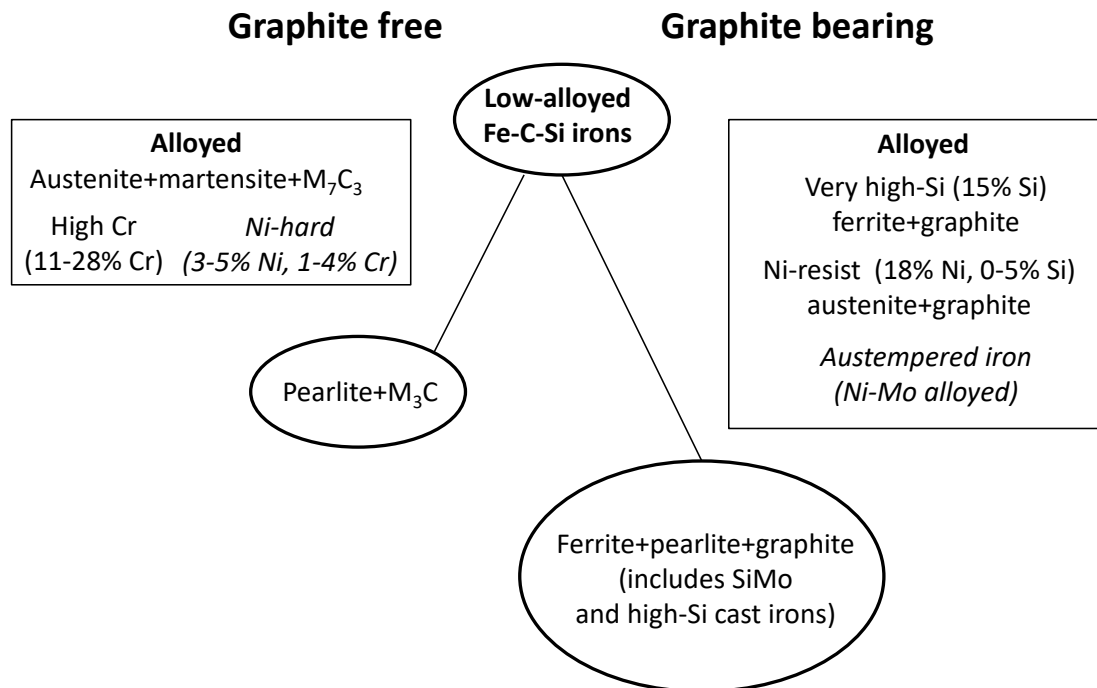 Graphite free
Graphite bearing
Low-alloyed
Fe-C-Si irons
Alloyed
Austenite+martensite+M₇C₃
High Cr
(11-28% Cr)
Ni-hard
(3-5% Ni, 1-4% Cr)
Alloyed
Very high-Si (15% Si)
ferrite+graphite
Ni-resist (18% Ni, 0-5% Si)
austenite+graphite
Austempered iron
(Ni-Mo alloyed)
Pearlite+M₃C
Ferrite+pearlite+graphite
(includes SiMo
and high-Si cast irons)